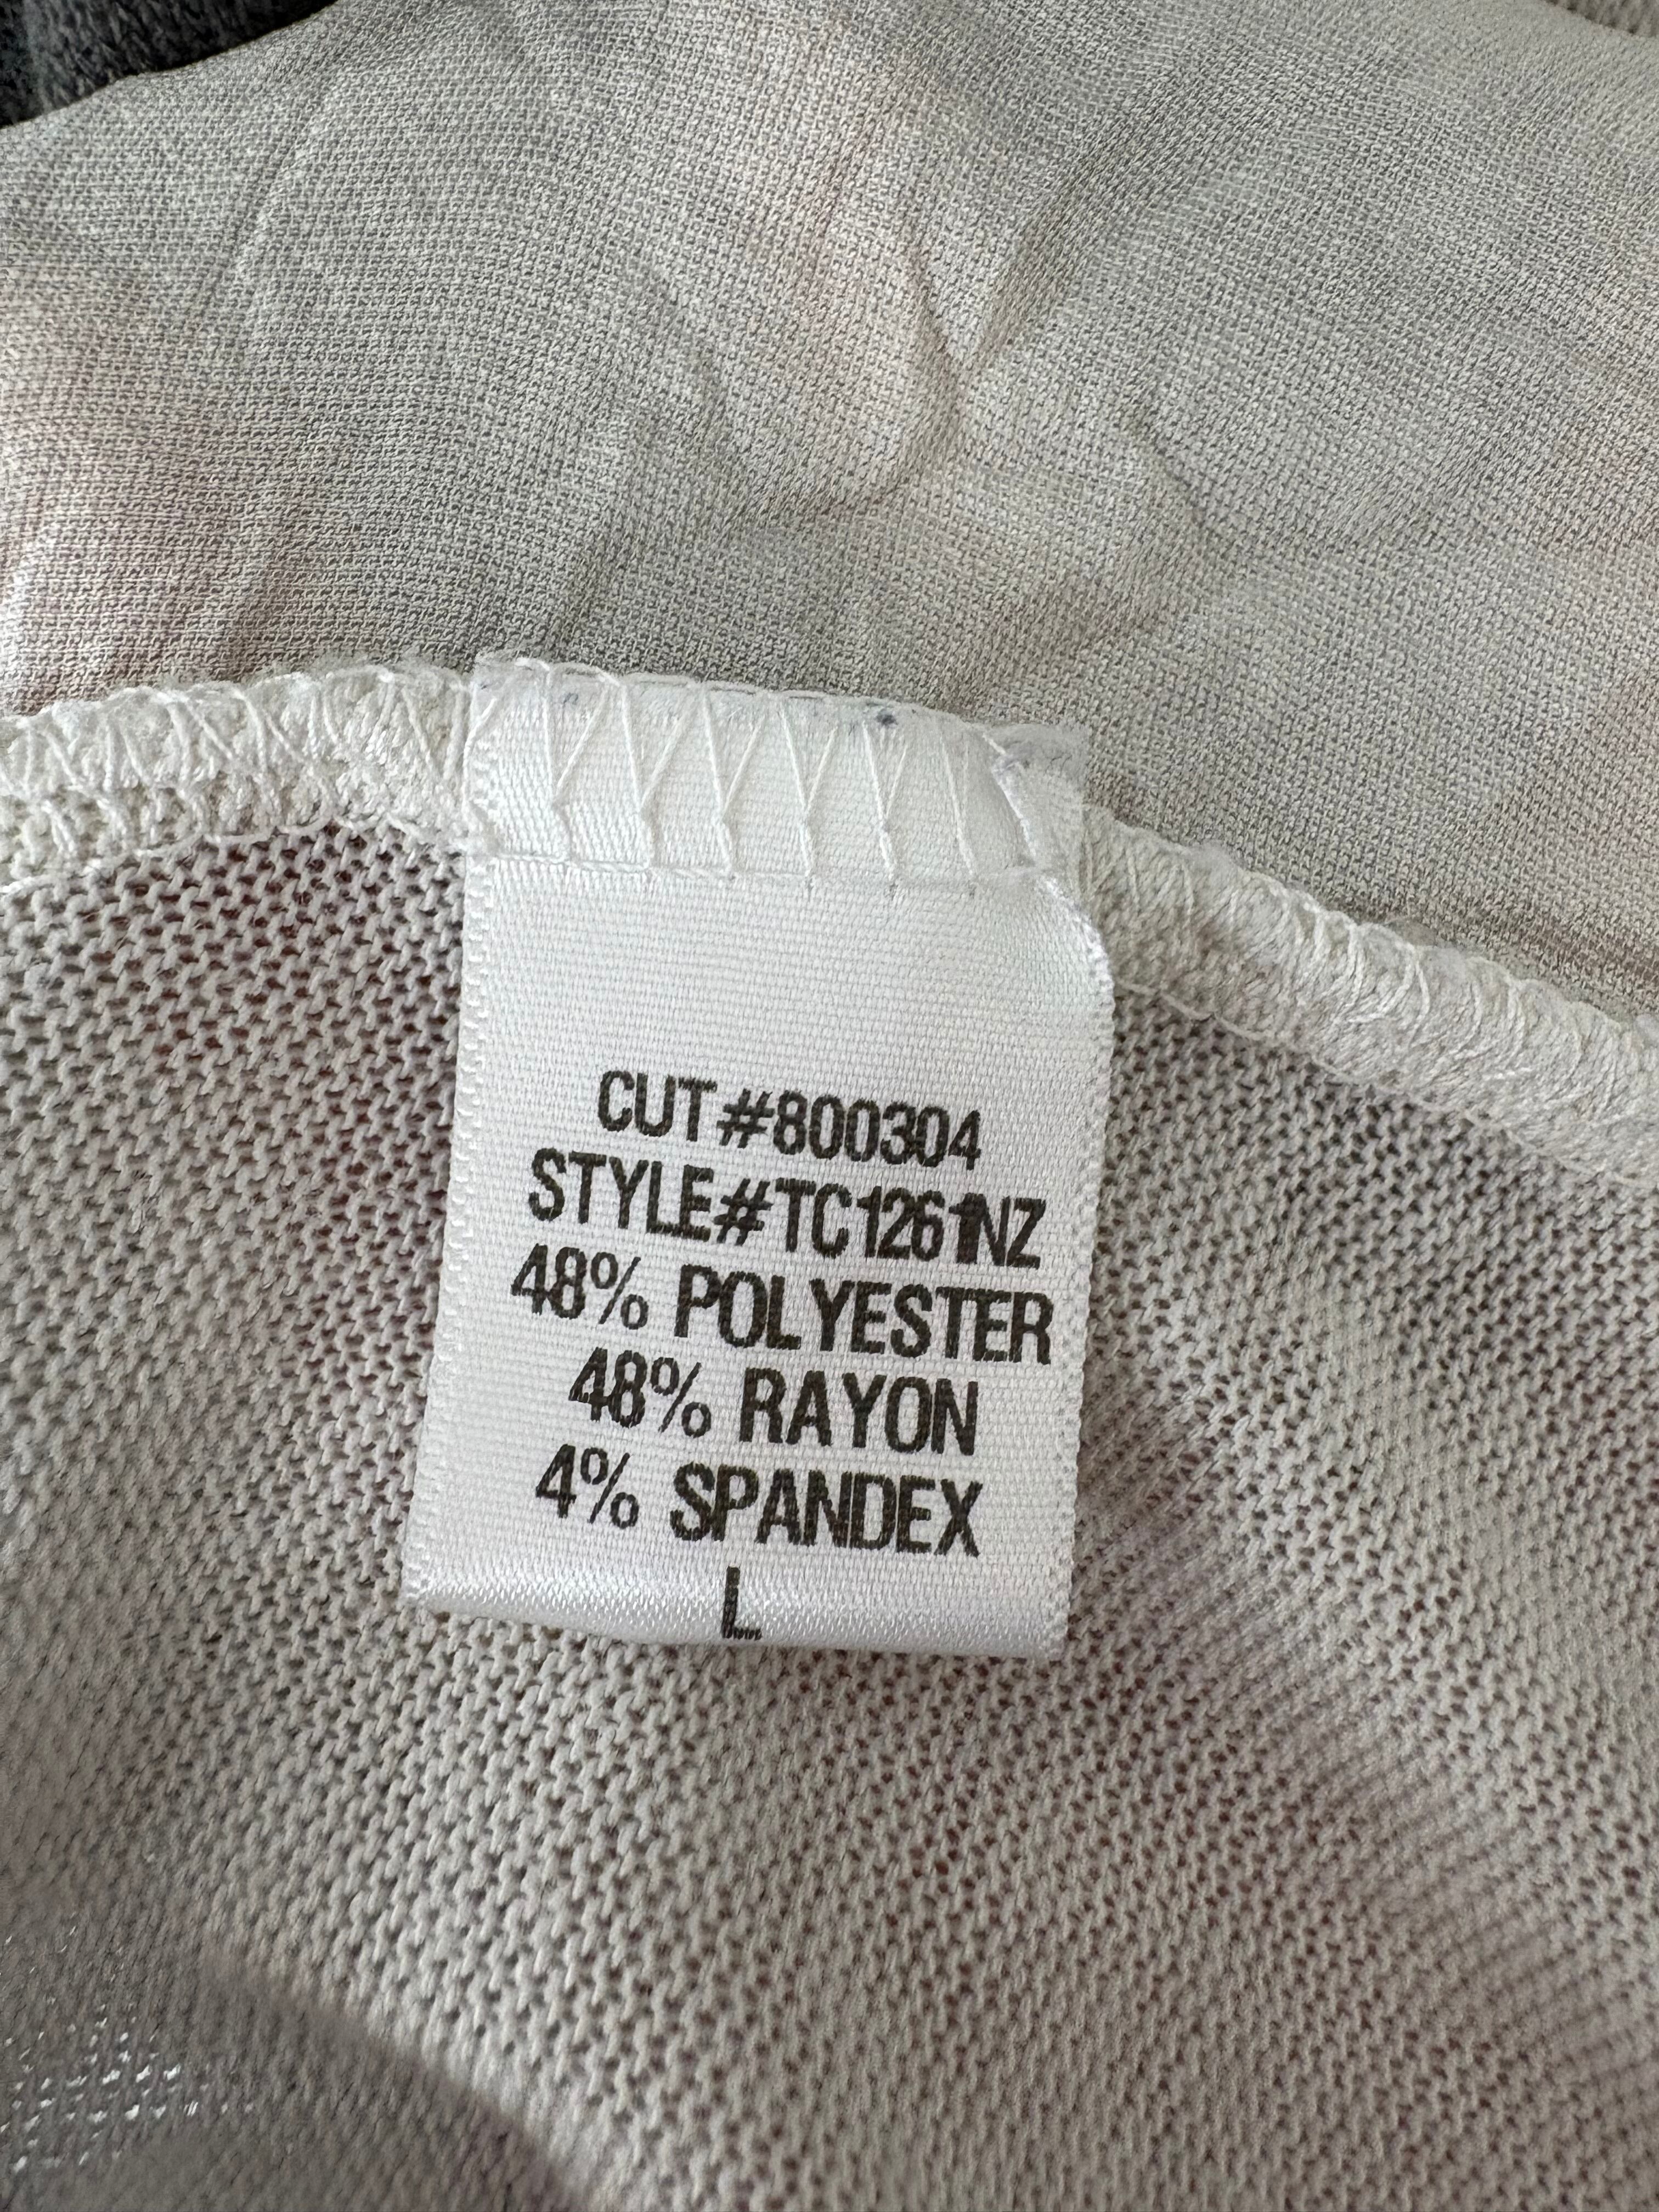 CUT#800304
STYLE#TC1261NZ
48% POLYESTER
48% RAYON
4% SPANDEX
L